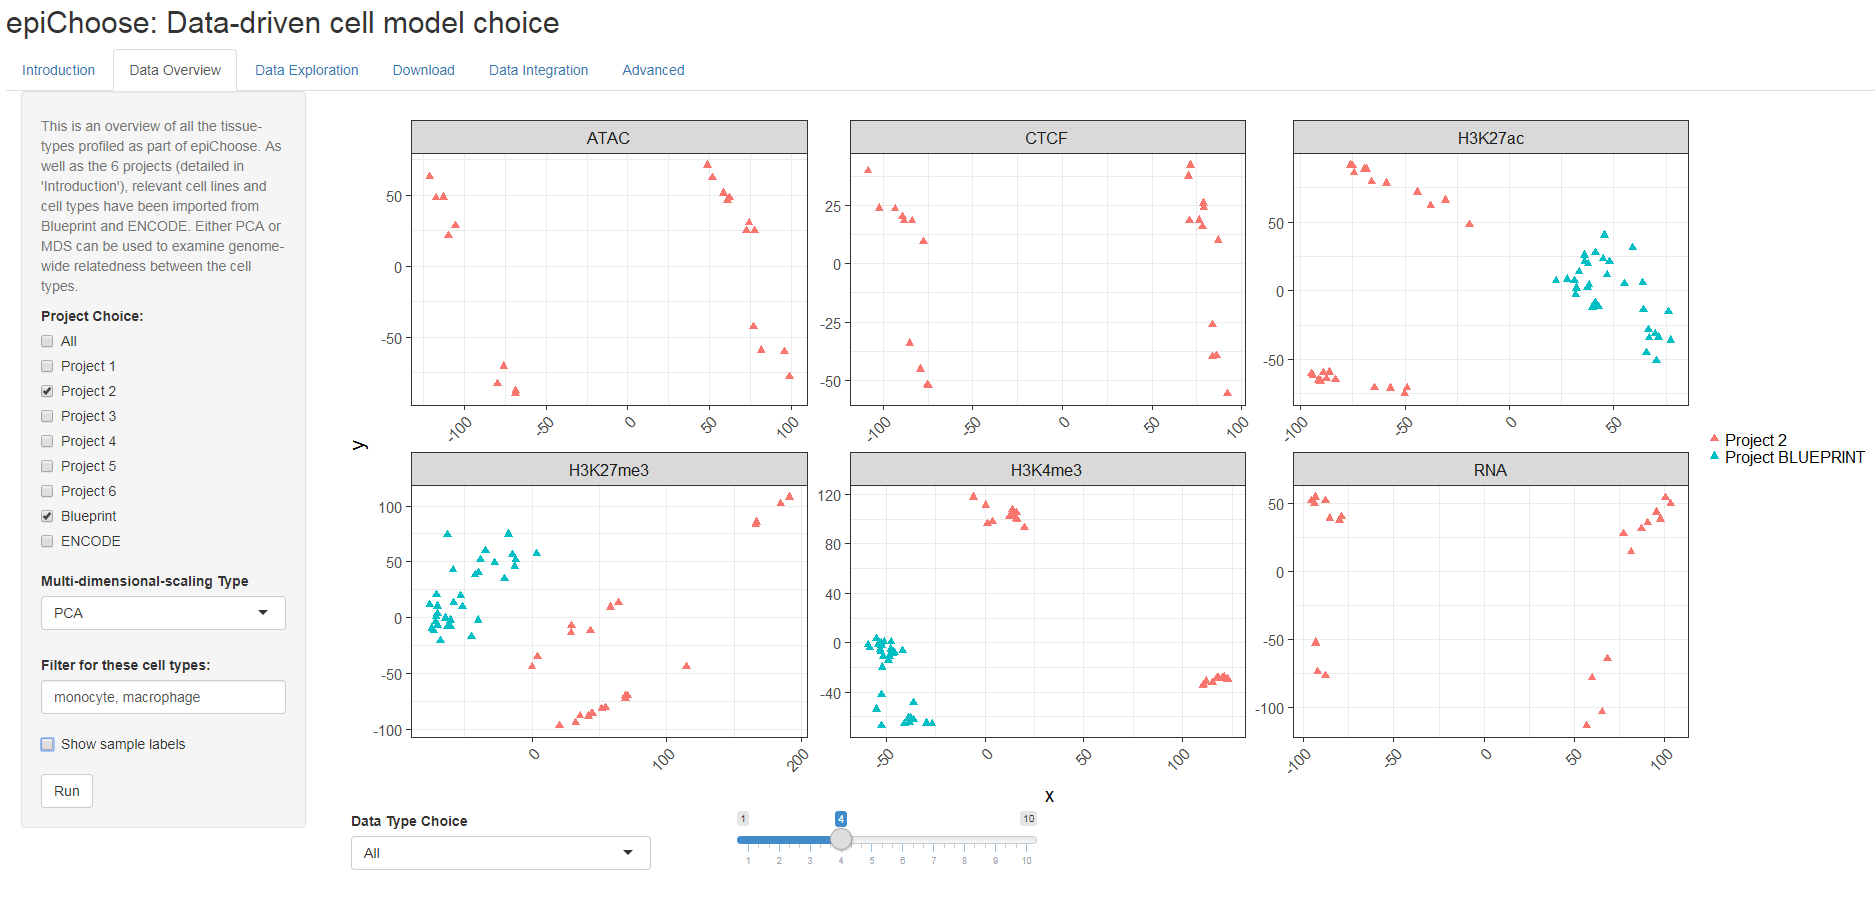 epiChoose: Data-driven cell model choice
Introduction
Data Overview
Data Exploration
Download
Data Integration
Advanced
This is an overview of all the tissue-
types profiled as part of epiChoose. As
well as the 6 projects (detailed in
'Introduction'), relevant cell lines and
cell types have been imported from
Blueprint and ENCODE. Either PCA or
MDS can be used to examine genome-
wide relatedness between the cell
types.
Project Choice:
All
Project 1
Project 2
Project 3
Project 4
Project 5
Project 6
Blueprint
ENCODE
Multi-dimensional-scaling Type
PCA
Filter for these cell types:
monocyte, macrophage
Show sample labels
Run
y
ATAC
50
0
-50
-100
-50
0
50
100
CTCF
25
0
-25
-50
-100
-50
0
50
100
H3K27ac
50
0
-50
-100
-50
0
50
H3K27me3
100
50
0
-50
-100
0
100
200
H3K4me3
120
80
40
0
-40
-50
0
50
100
RNA
50
0
-50
-100
-100
-50
0
50
100
x
Project 2
Project BLUEPRINT
Data Type Choice
All
1
4
10
1 2 3 4 5 6 7 8 9 10